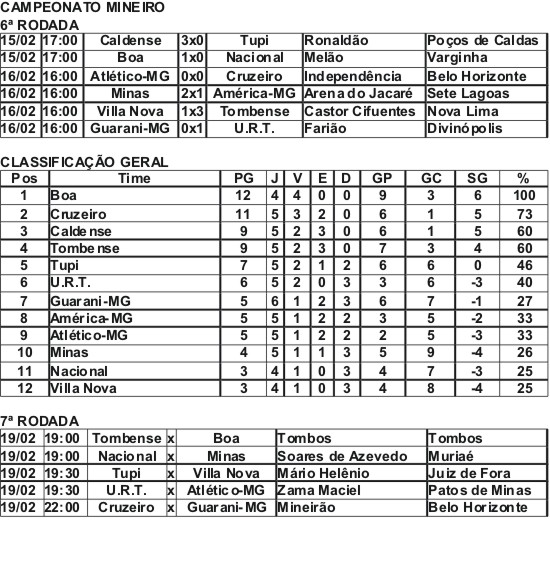 CAMPEONATO MINEIRO
6ª RODADA
15/02 17:00 Caldense 3x0 Tupi Ronaldão Poços de Caldas
15/02 17:00 Boa 1x0 Nacional Melão Varginha
16/02 16:00 Atlético-MG 0x0 Cruzeiro Independência Belo Horizonte
16/02 16:00 Minas 2x1 América-MG Arena do Jacaré Sete Lagoas
16/02 16:00 Villa Nova 1x3 Tombense Castor Cifuentes Nova Lima
16/02 16:00 Guarani-MG 0x1 U.R.T. Farião Divinópolis
CLASSIFICAÇÃO GERAL
Pos Time PG J V E D GP GC SG %
1 Boa 12 4 4 0 0 9 3 6 100
2 Cruzeiro 11 5 3 2 0 6 1 5 73
3 Caldense 9 5 2 3 0 6 1 5 60
4 Tombense 9 5 2 3 0 7 3 4 60
5 Tupi 7 5 2 1 2 6 6 0 46
6 U.R.T. 6 5 2 0 3 3 6 -3 40
7 Guarani-MG 5 6 1 2 3 6 7 -1 27
8 América-MG 5 5 1 2 2 3 5 -2 33
9 Atlético-MG 5 5 1 2 2 2 5 -3 33
10 Minas 4 5 1 1 3 5 9 -4 26
11 Nacional 3 4 1 0 3 4 7 -3 25
12 Villa Nova 3 4 1 0 3 4 8 -4 25
7ª RODADA
19/02 19:00 Tombense x Boa Tombos Tombos
19/02 19:00 Nacional x Minas Soares de Azevedo Muriaé
19/02 19:30 Tupi x Villa Nova Mário Helênio Juiz de Fora
19/02 19:30 U.R.T. x Atlético-MG Zama Maciel Patos de Minas
19/02 22:00 Cruzeiro x Guarani-MG Mineirão Belo Horizonte